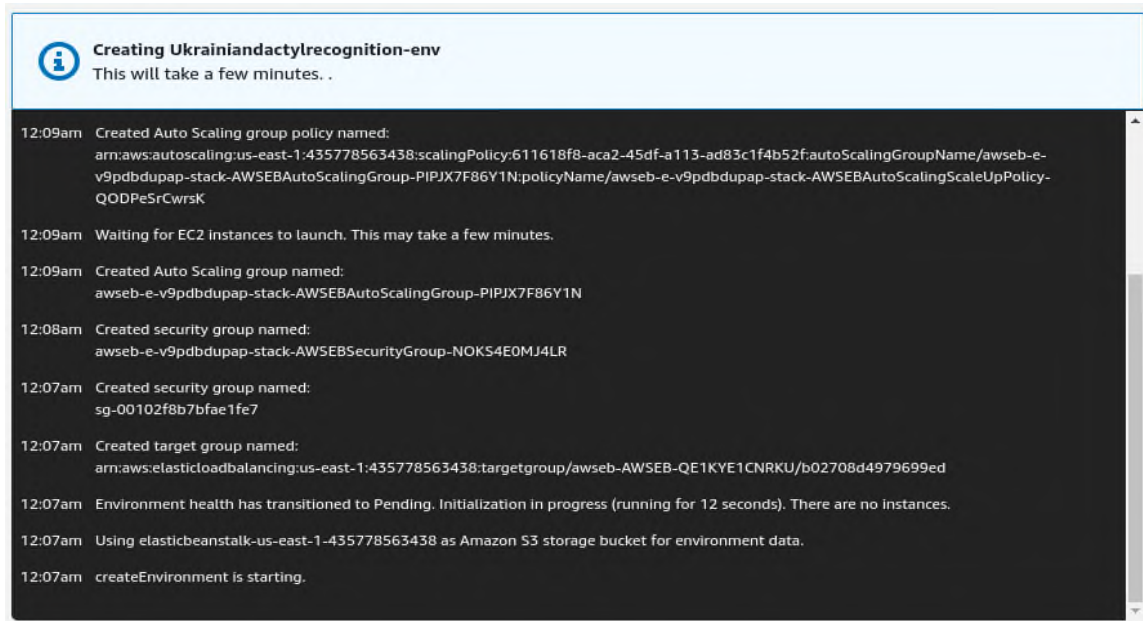 Creating Ukrainiandactylrecognition-env
This will take a few minutes. .
12:09am Created Auto Scaling group policy named:
arn:aws:autoscaling:us-east-1:435778563438:scalingPolicy:611618f8-aca2-45df-a113-ad83c1f4b52f:autoScalingGroupName/awseb-e-
v9pdbdupap-stack-AWSEBAutoScalingGroup-PIPJX7F86Y1N:policyName/awseb-e-v9pdbdupap-stack-AWSEBAutoScalingScaleUpPolicy-
QODPeSrCwrsK
12:09am Waiting for EC2 instances to launch. This may take a few minutes.
12:09am Created Auto Scaling group named:
awseb-e-v9pdbdupap-stack-AWSEBAutoScalingGroup-PIPJX7F86Y1N
12:08am Created security group named:
awseb-e-v9pdbdupap-stack-AWSEBSecurityGroup-NOKS4E0MJ4LR
12:07am Created security group named:
sg-00102f8b7bfae1fe7
12:07am Created target group named:
arn:aws:elasticloadbalancing:us-east-1:435778563438:targetgroup/awseb-AWSEB-QE1KYE1CNRKU/b02708d4979699ed
12:07am Environment health has transitioned to Pending. Initialization in progress (running for 12 seconds). There are no instances.
12:07am Using elasticbeanstalk-us-east-1-435778563438 as Amazon S3 storage bucket for environment data.
12:07am createEnvironment is starting.